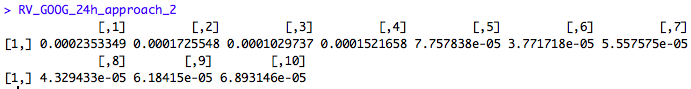 > RV_GOOG_24h_approach_2
[,1] [,2] [,3] [,4] [,5] [,6] [,7]
[1,] 0.0002353349 0.0001725548 0.0001029737 0.0001521658 7.757838e-05 3.771718e-05 5.557575e-05
[,8] [,9] [,10]
[1,] 4.329433e-05 6.18415e-05 6.893146e-05